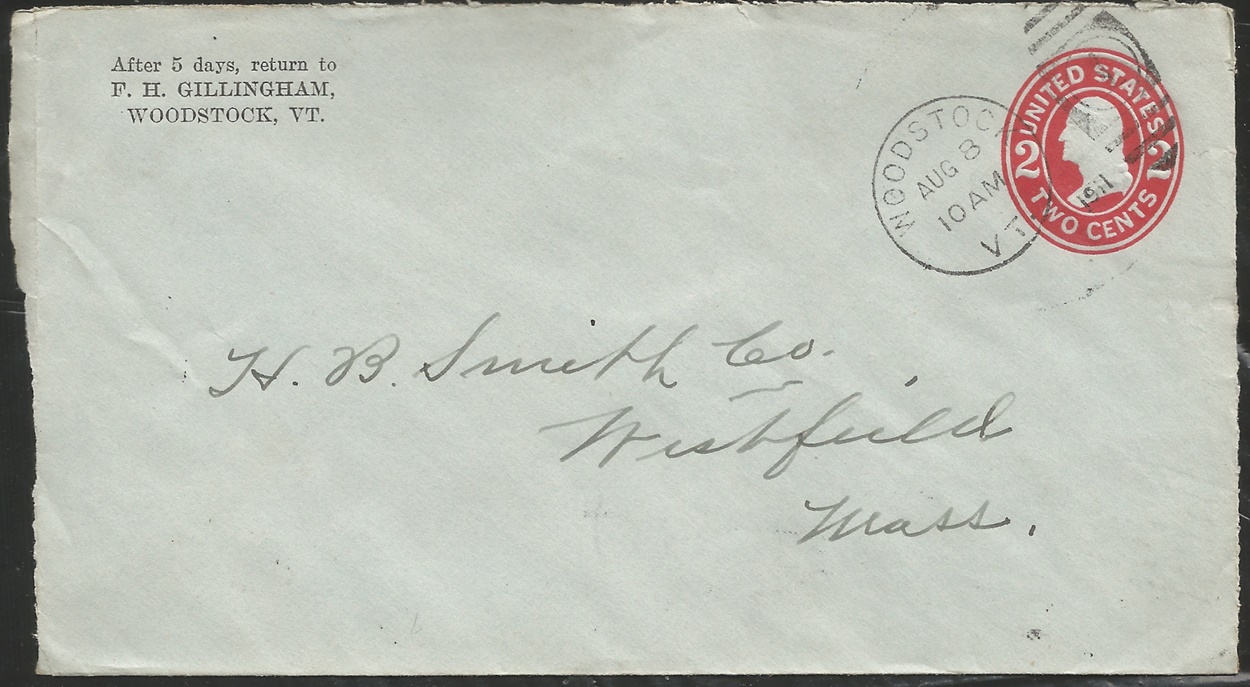 After 5 days, return to
F. H. GILLINGHAM,
WOODSTOCK, VT.
WOODSTOCK
AUG 8
10 AM
VT.
1911
UNITED STATES
2 2
TWO CENTS
H. B. Smith Co.
Westfield
Mass.